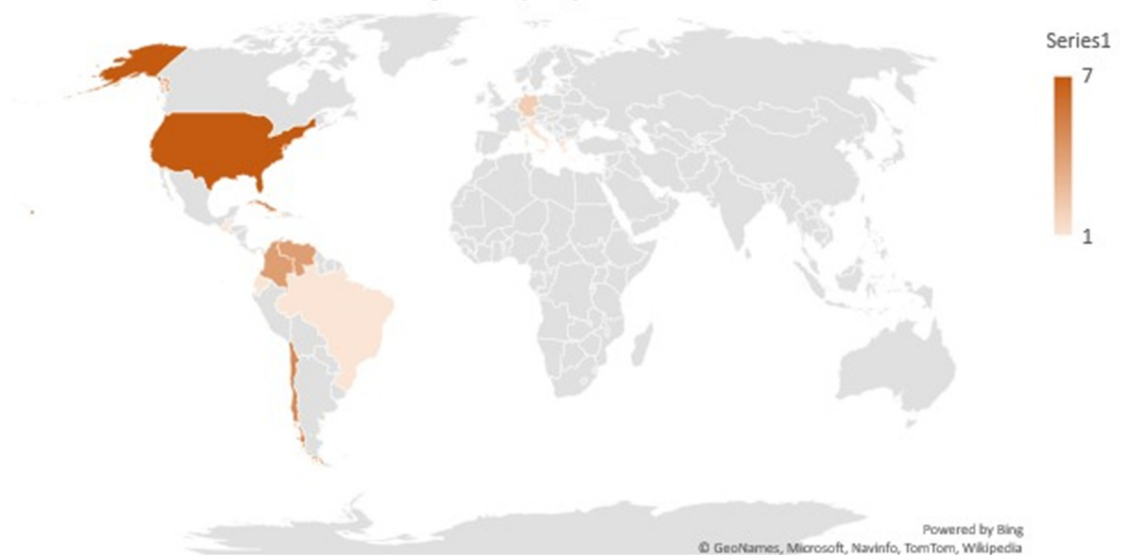 Series1
7
1
Powered by Bing
© GeoNames, Microsoft, Navinfo, TomTom, Wikipedia